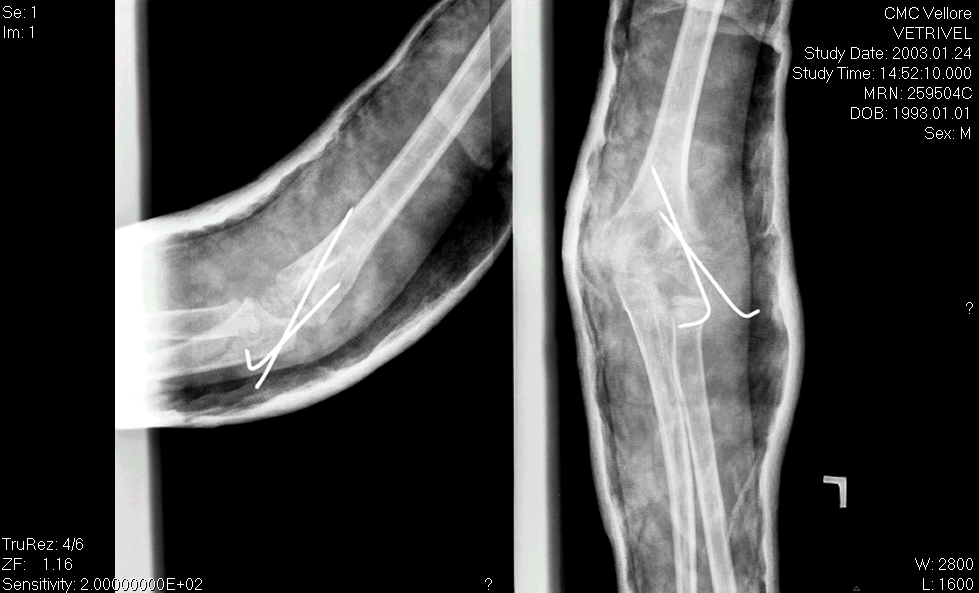 Se: 1
Im: 1
CMC Vellore
VETRIVEL
Study Date: 2003.01.24
Study Time: 14:52:10.000
MRN: 259504C
DOB: 1993.01.01
Sex: M
?
TruRez: 4/6
ZF: 1.16
Sensitivity: 2.00000000E+02
?
W: 2800
L: 1600